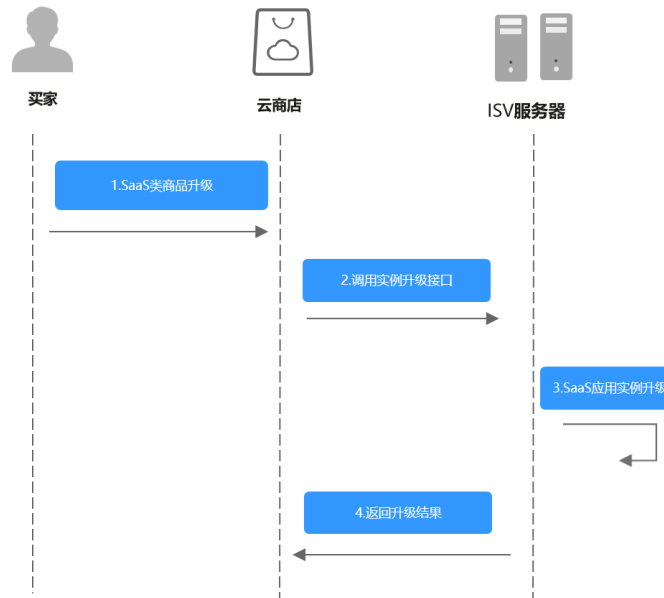 买家
云商店
ISV服务器
1.SaaS类商品升级
2.调用实例升级接口
3.SaaS应用实例升级
4.返回升级结果